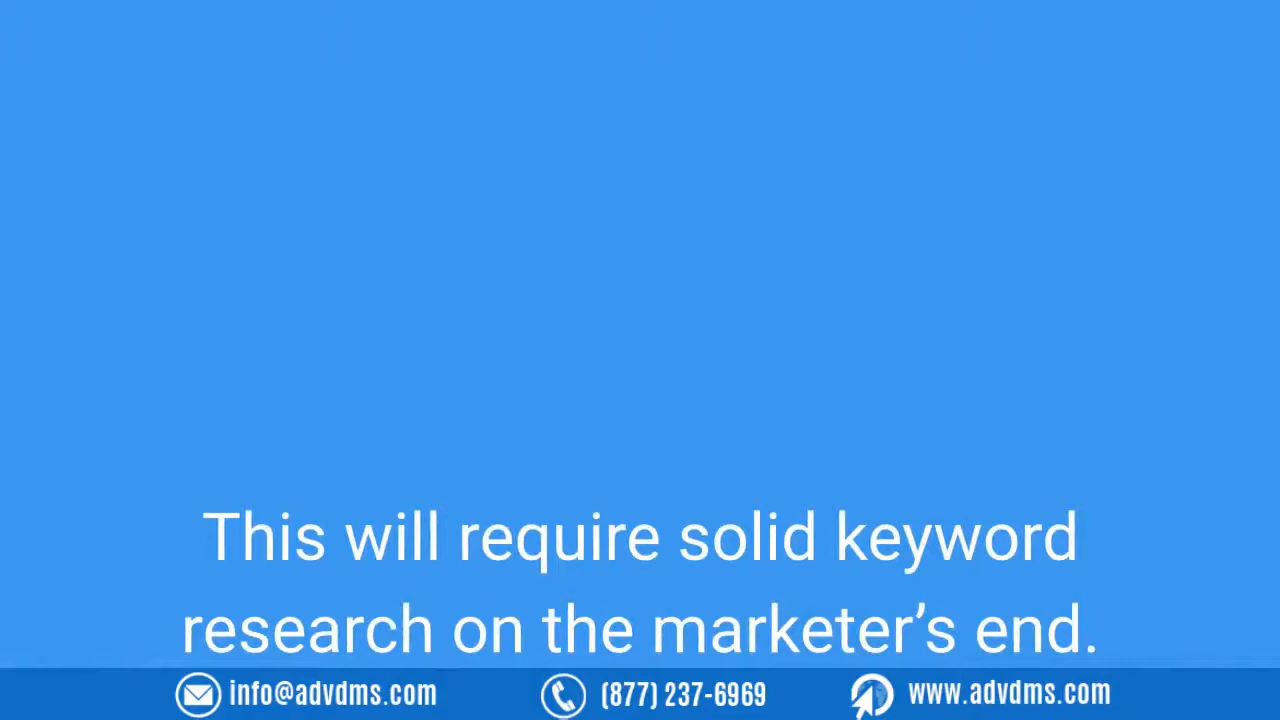 This will require solid keyword
research on the marketer’s end.
info@advdms.com (877) 237-6969 www.advdms.com